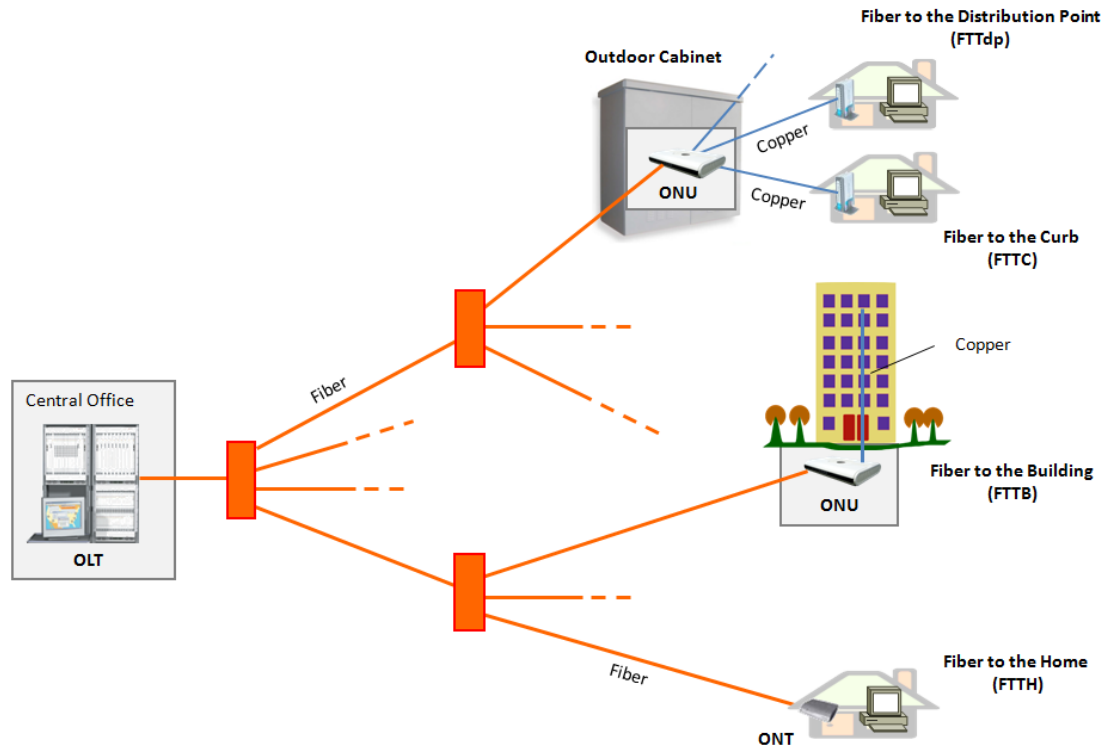 Fiber to the Distribution Point
(FTTdp)
Outdoor Cabinet
Copper
ONU
Copper
Fiber to the Curb
(FTTC)
Copper
Fiber
Central Office
OLT
Fiber to the Building
(FTTB)
ONU
Fiber to the Home
(FTTH)
Fiber
ONT